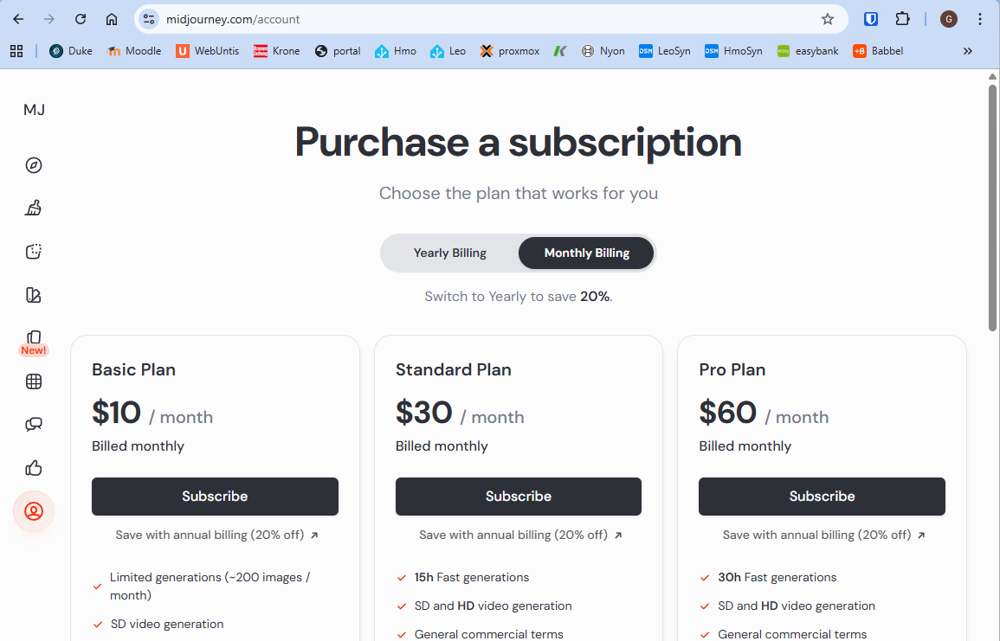 midjourney.com/account
G
Duke
Moodle
WebUntis
Krone
portal
Hmo
Leo
proxmox
Nyon
LeoSyn
HmoSyn
easybank
Babbel
MJ
New!
Purchase a subscription
Choose the plan that works for you
Yearly Billing
Monthly Billing
Switch to Yearly to save 20%.
Basic Plan
$10 / month
Billed monthly
Subscribe
Save with annual billing (20% off)
Limited generations (~200 images /
month)
SD video generation
Standard Plan
$30 / month
Billed monthly
Subscribe
Save with annual billing (20% off)
15h Fast generations
SD and HD video generation
General commercial terms
Pro Plan
$60 / month
Billed monthly
Subscribe
Save with annual billing (20% off)
30h Fast generations
SD and HD video generation
General commercial terms